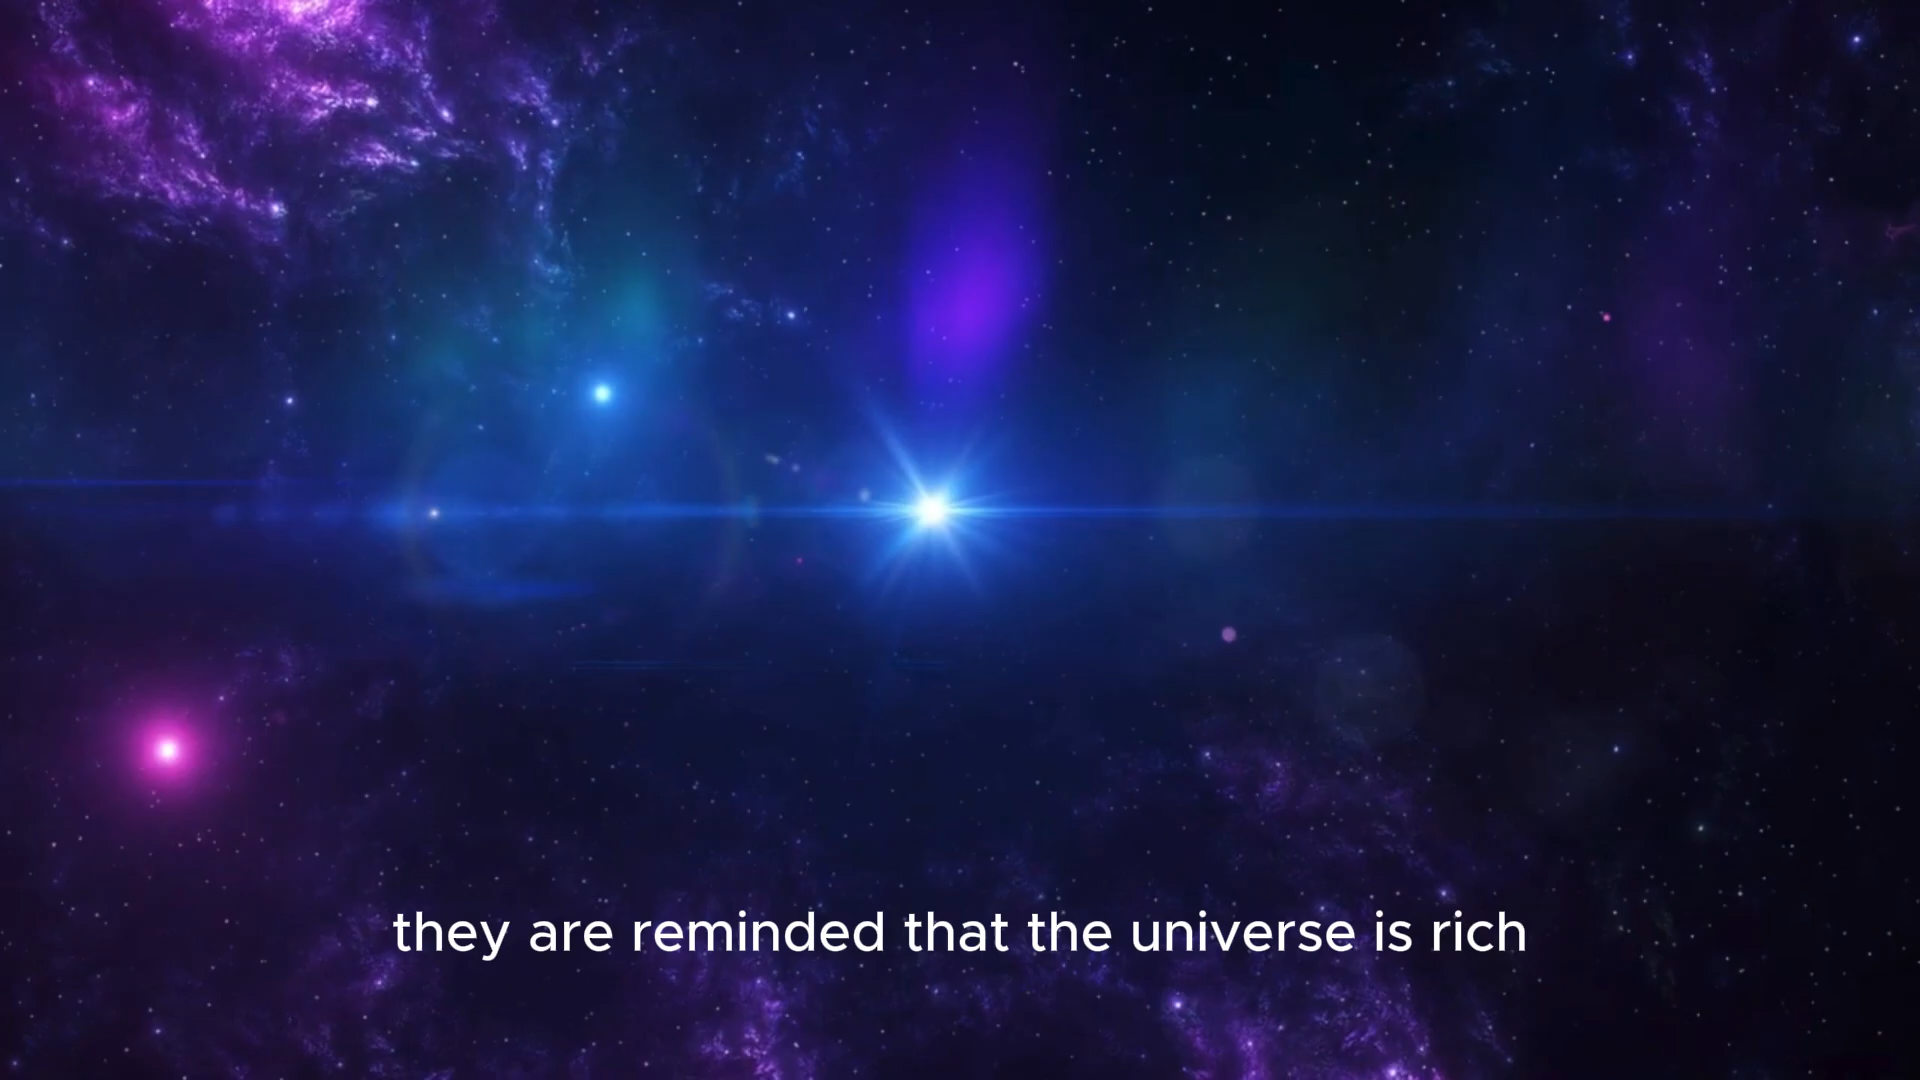 they are reminded that the universe is rich